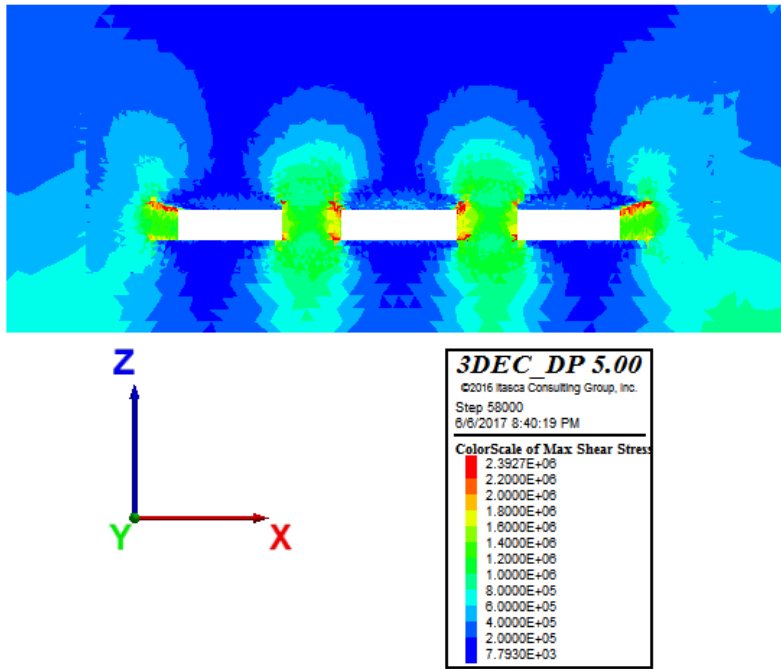 Z
Y
X
3DEC_DP 5.00
©2016 Itasca Consulting Group, Inc.
Step 58000
6/6/2017 8:40:19 PM
ColorScale of Max Shear Stress
2.3927E+06
2.2000E+06
2.0000E+06
1.8000E+06
1.6000E+06
1.4000E+06
1.2000E+06
1.0000E+06
8.0000E+05
6.0000E+05
4.0000E+05
2.0000E+05
7.7930E+03